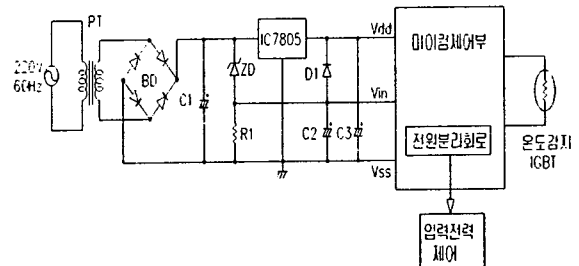 PT
220V
60Hz
BD
C1
ZD
R1
IC7805
D1
C2
C3
Vdd
Vin
Vss
마이컴제어부
전원분리회로
입력전력
제어
온도감지
IGBT